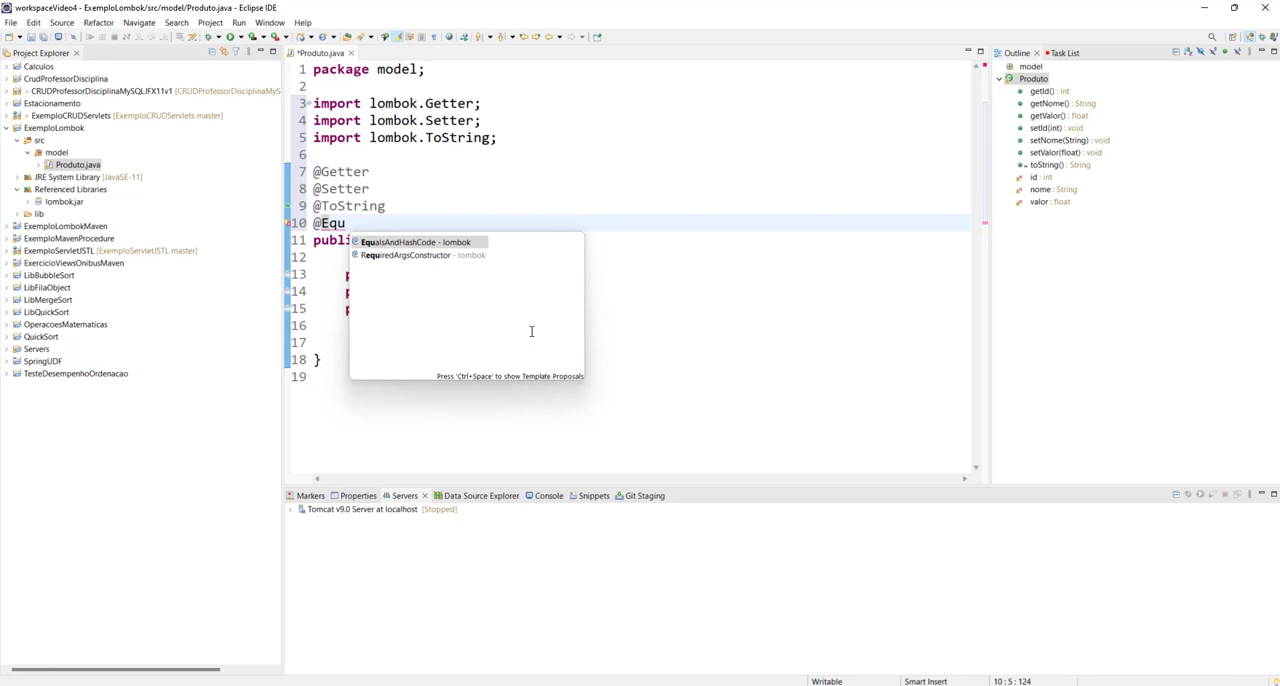 workspaceVideo4 - ExemploLombok/src/model/Produto.java - Eclipse IDE
File Edit Source Refactor Navigate Search Project Run Window Help
Project Explorer
Calculos
CrudProfessorDisciplina
> CRUDProfessorDisciplinaMySQLJFX11v1 [CRUDProfessorDisciplinaMyS
Estacionamento
> ExemploCRUDServlets [ExemploCRUDServlets master]
ExemploLombok
src
model
Produto.java
JRE System Library [JavaSE-11]
Referenced Libraries
lombok.jar
lib
ExemploLombokMaven
ExemploMavenProcedure
ExemploServletJSTL [ExemploServletJSTL master]
ExercicioViewsOnibusMaven
LibBubbleSort
LibFilaObject
LibMergeSort
LibQuickSort
OperacoesMatematicas
QuickSort
Servers
SpringUDF
TesteDesempenhoOrdenacao
*Produto.java
1 package model;
2
3 import lombok.Getter;
4 import lombok.Setter;
5 import lombok.ToString;
6
7 @Getter
8 @Setter
9 @ToString
10 @Equ
11 publi
12
13 p
14 p
15 p
16
17
18 }
19
EqualsAndHashCode - lombok
RequiredArgsConstructor - lombok
Press 'Ctrl+Space' to show Template Proposals
Outline Task List
model
Produto
getId() : int
getNome() : String
getValor() : float
setId(int) : void
setNome(String) : void
setValor(float) : void
toString() : String
id : int
nome : String
valor : float
Markers Properties Servers Data Source Explorer Console Snippets Git Staging
Tomcat v9.0 Server at localhost [Stopped]
Writable Smart Insert 10 : 5 : 124